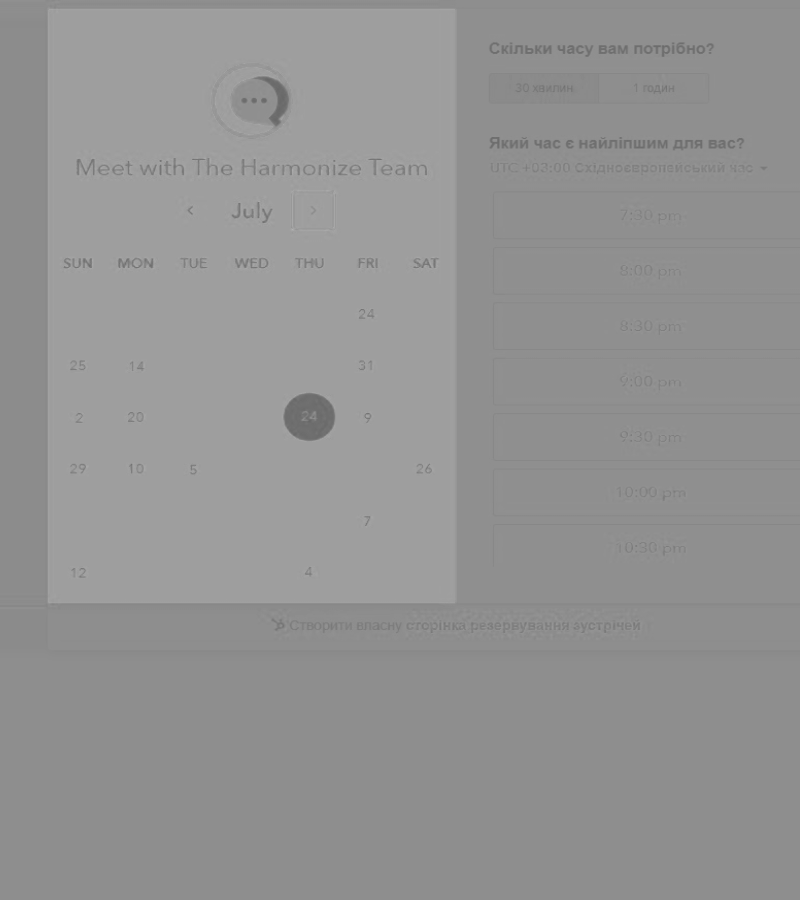 Meet with The Harmonize Team
July
SUN MON TUE WED THU FRI SAT
24
25 14 31
2 20 24 9
29 10 5 26
7
12 4
Скільки часу вам потрібно?
30 хвилин 1 годин
Який час є найліпшим для вас?
UTC +03:00 Східноєвропейський час
7:30 pm
8:00 pm
8:30 pm
9:00 pm
9:30 pm
10:00 pm
10:30 pm
Створити власну сторінка резервування зустрічей